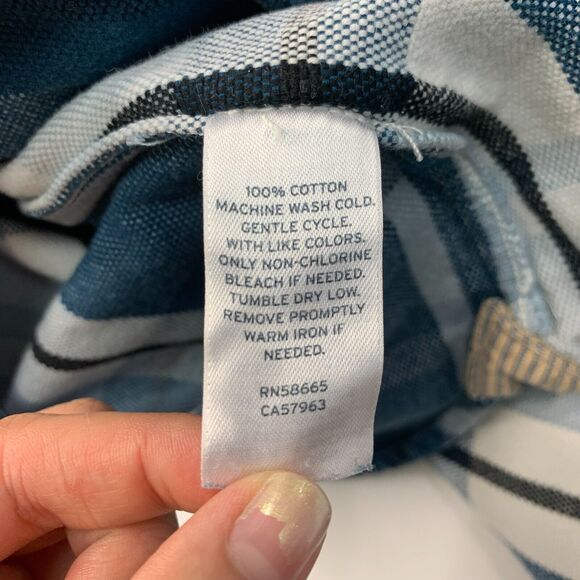 100% COTTON
MACHINE WASH COLD.
GENTLE CYCLE.
WITH LIKE COLORS.
ONLY NON-CHLORINE
BLEACH IF NEEDED.
TUMBLE DRY LOW.
REMOVE PROMPTLY
WARM IRON IF
NEEDED.
RN58665
CA57963